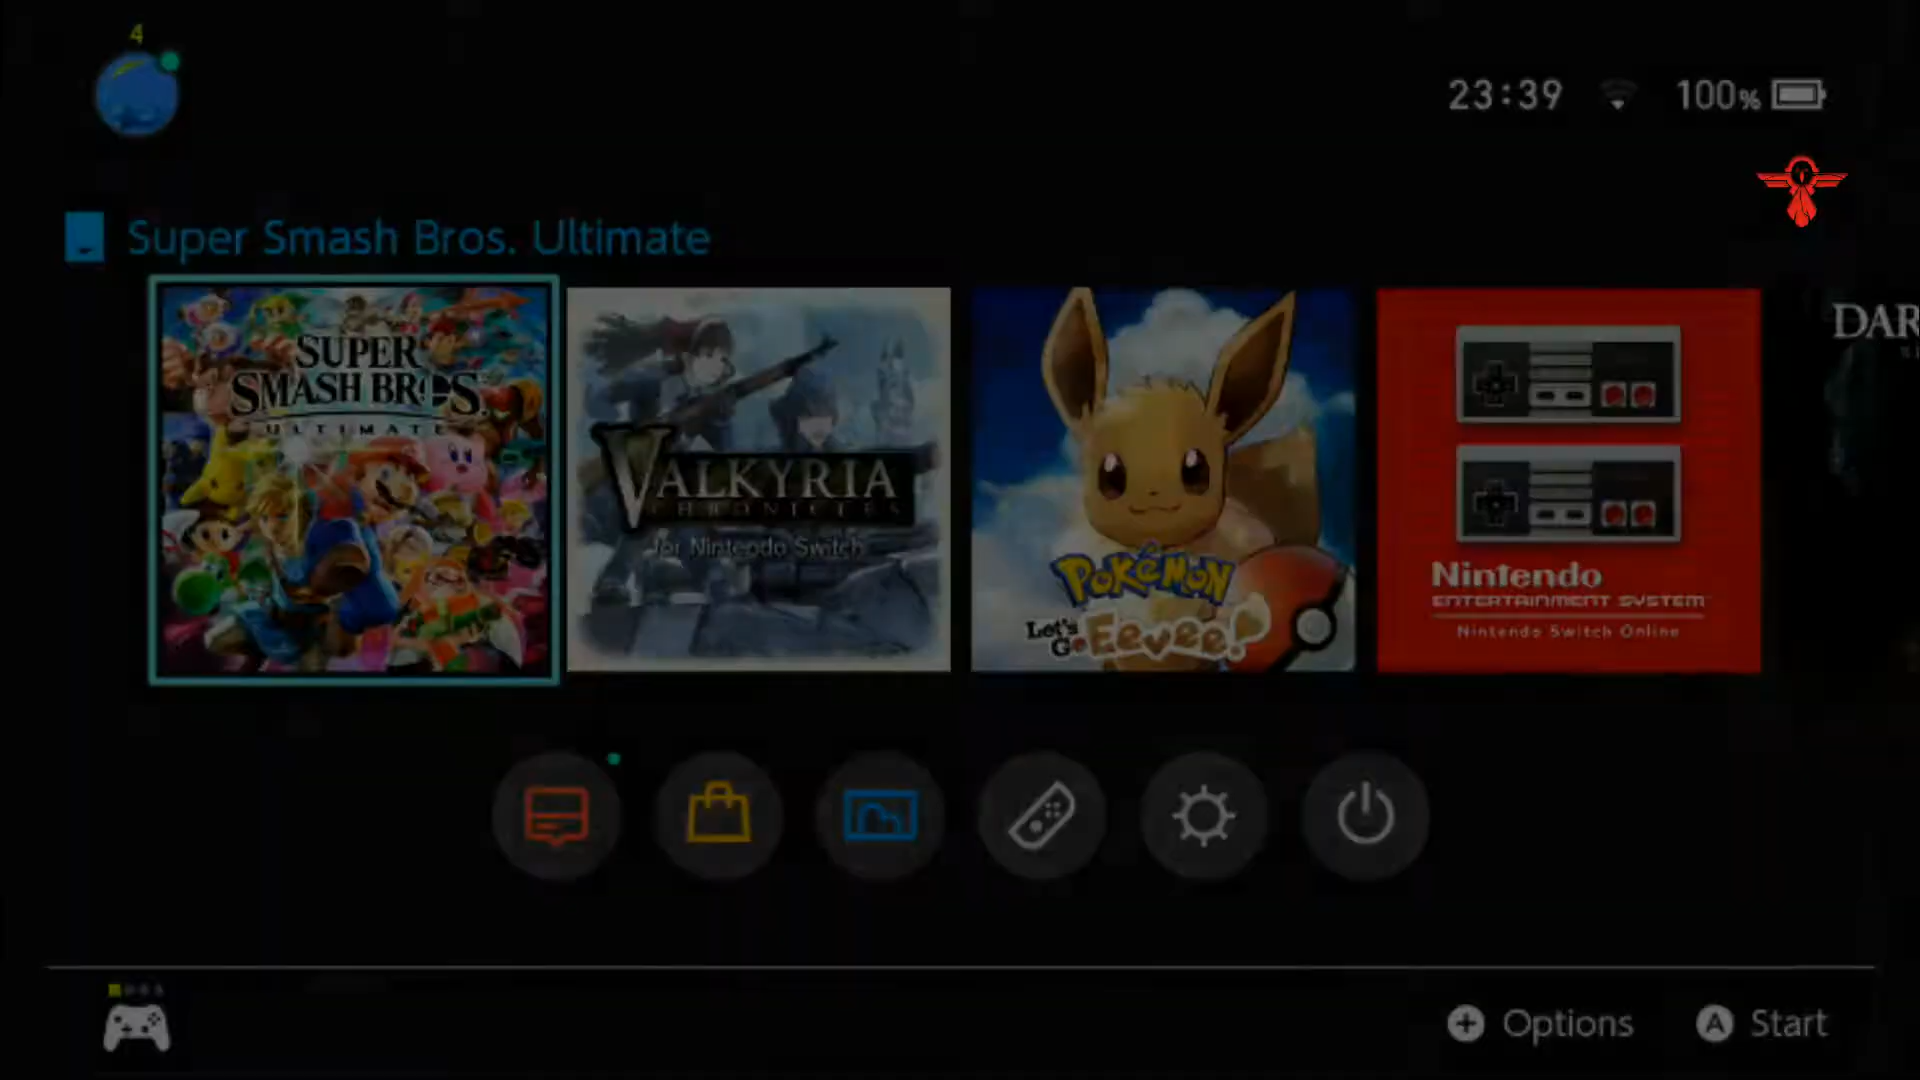 4
23:39 100%
Super Smash Bros. Ultimate
SUPER
SMASH BROS.
ULTIMATE
VALKYRIA
CHRONICLES
for Nintendo Switch
POKéMON
Let's
Go Eevee!
Nintendo
ENTERTAINMENT SYSTEM
Nintendo Switch Online
DAR
Options
Start